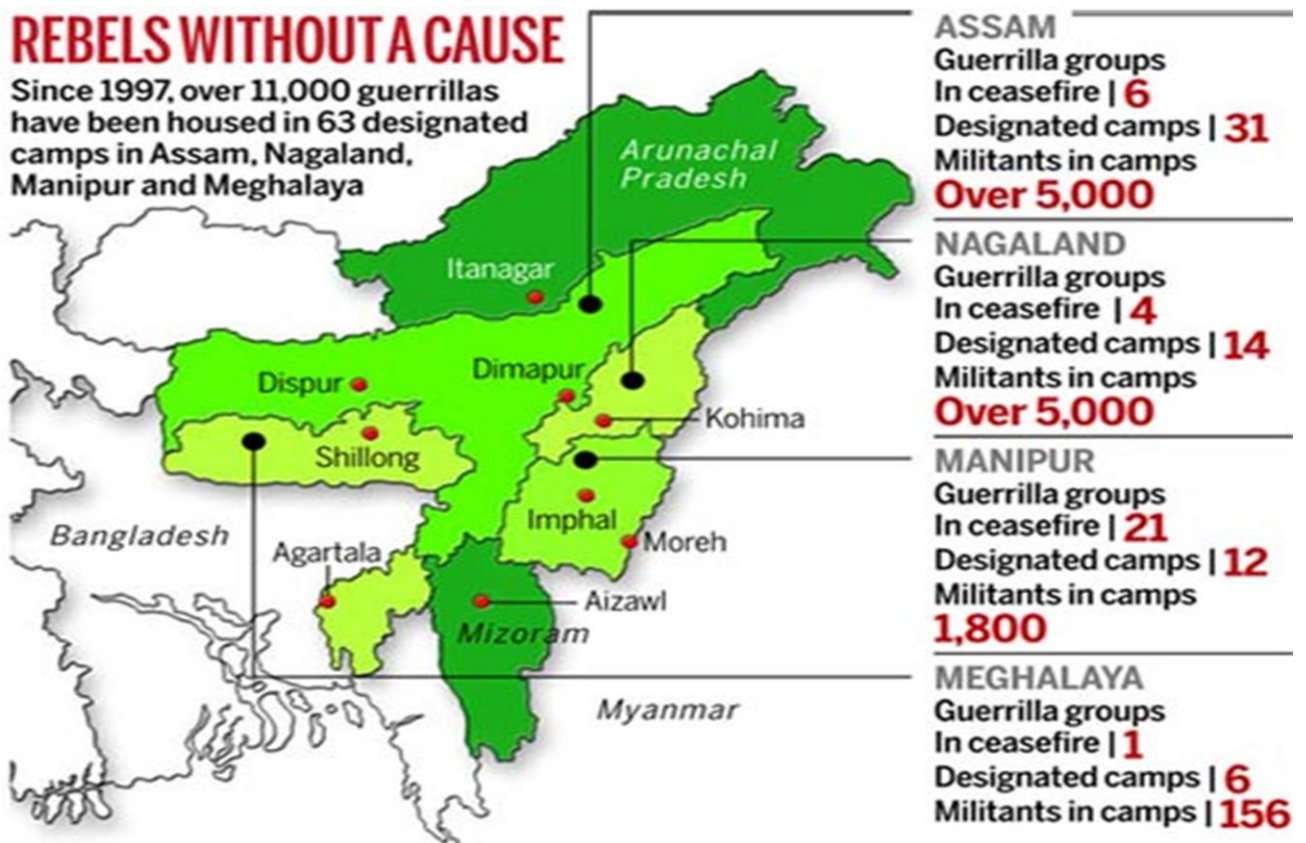 REBELS WITHOUT A CAUSE
Since 1997, over 11,000 guerrillas
have been housed in 63 designated
camps in Assam, Nagaland,
Manipur and Meghalaya
Arunachal
Pradesh
Itanagar
Dispur
Dimapur
Kohima
Shillong
Imphal
Bangladesh
Agartala
Moreh
Aizawl
Mizoram
Myanmar
ASSAM
Guerrilla groups
In ceasefire | 6
Designated camps | 31
Militants in camps
Over 5,000
NAGALAND
Guerrilla groups
In ceasefire | 4
Designated camps | 14
Militants in camps
Over 5,000
MANIPUR
Guerrilla groups
In ceasefire | 21
Designated camps | 12
Militants in camps
1,800
MEGHALAYA
Guerrilla groups
In ceasefire | 1
Designated camps | 6
Militants in camps | 156